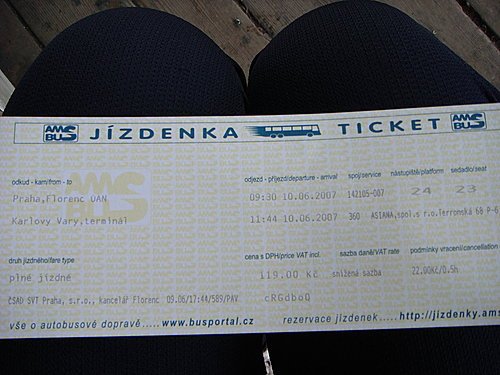 AMS BUS JÍZDENKA TICKET AMS BUS
odkud - kam/from - to odjezd - příjezd/departure - arrival spoj/service nástupiště/platform sedadlo/seat
Praha,Florenc ÚAN 09:30 10.06.2007 142105-007 24 23
Karlovy Vary,terminál 11:44 10.06.2007 360 ASIANA,spol.s r.o,Terronská 68 P-6
druh jízdného/fare type cena s DPH/price VAT incl. sazba daně/VAT rate podmínky vracení/cancellation
plné jízdné 119.00 Kč snížená sazba 22.00Kč/0.5h
ČSAD SVT Praha, s.r.o., kancelář Florenc 09.06/17:44/589/PAV cRGdboQ
vše o autobusové dopravě.....www.busportal.cz rezervace jízdenek....http://jizdenky.ams